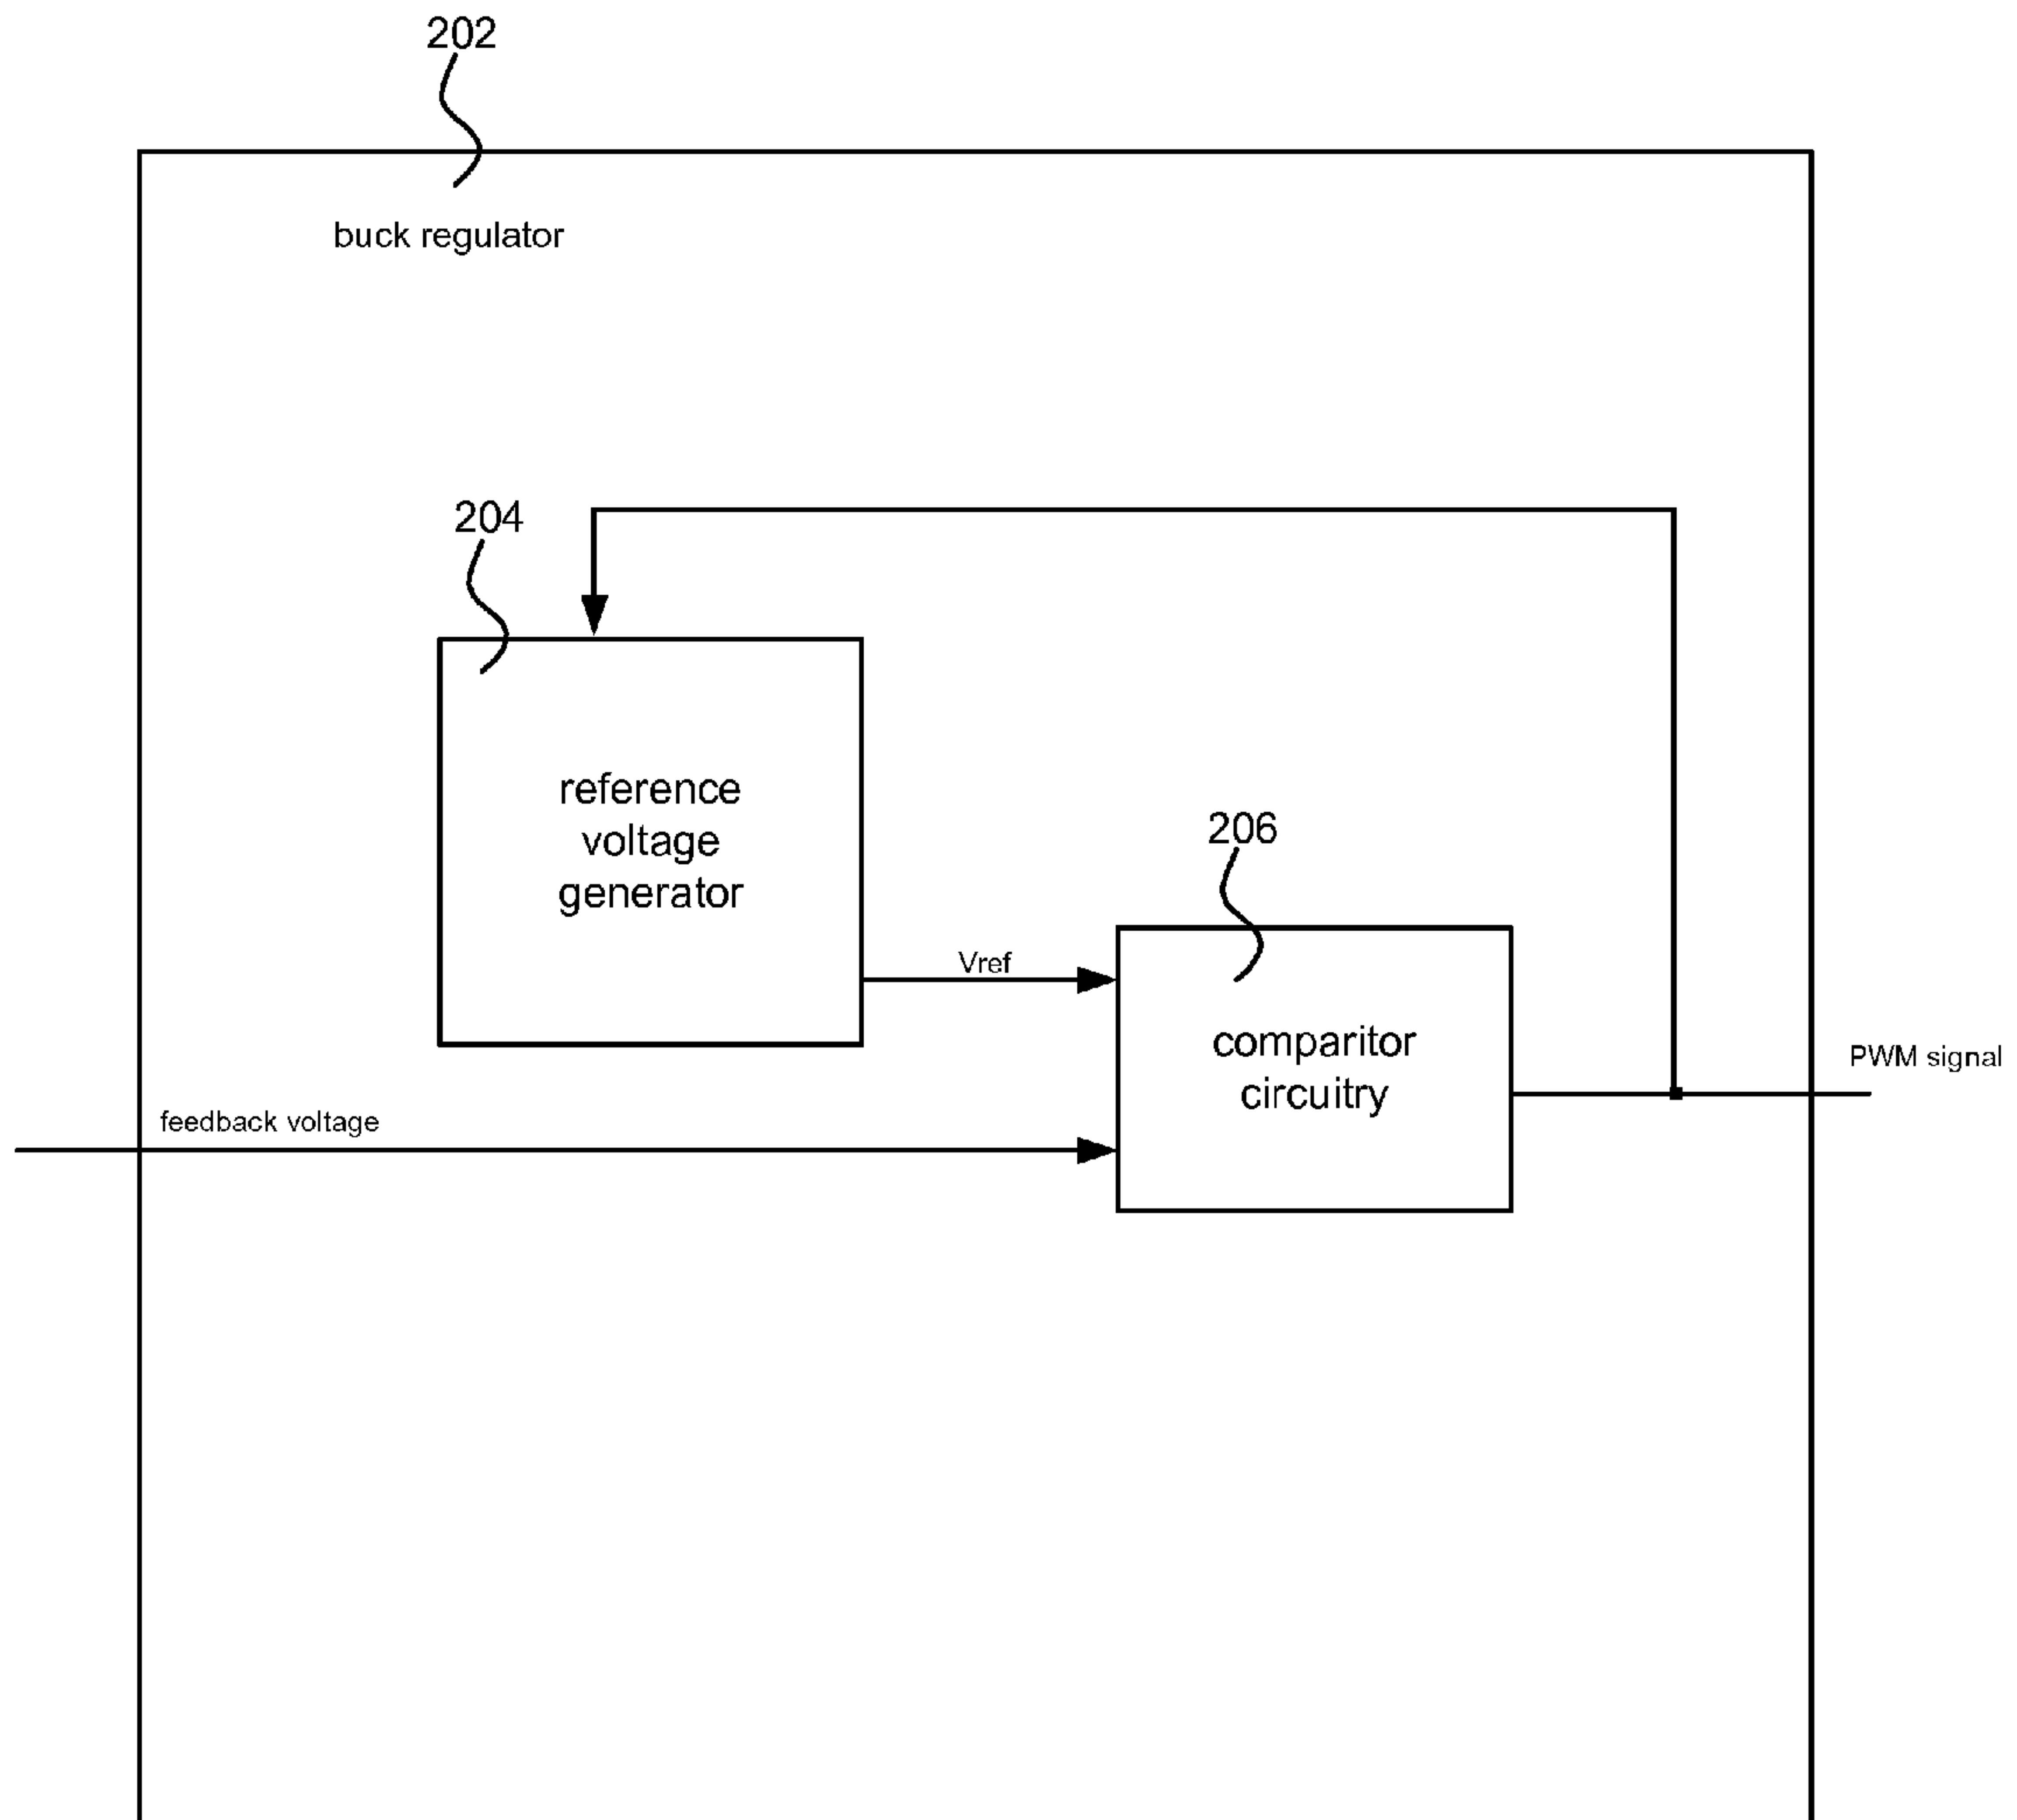 202
buck regulator
204
reference
voltage
generator
206
Vref
comparitor
circuitry
PWM signal
feedback voltage